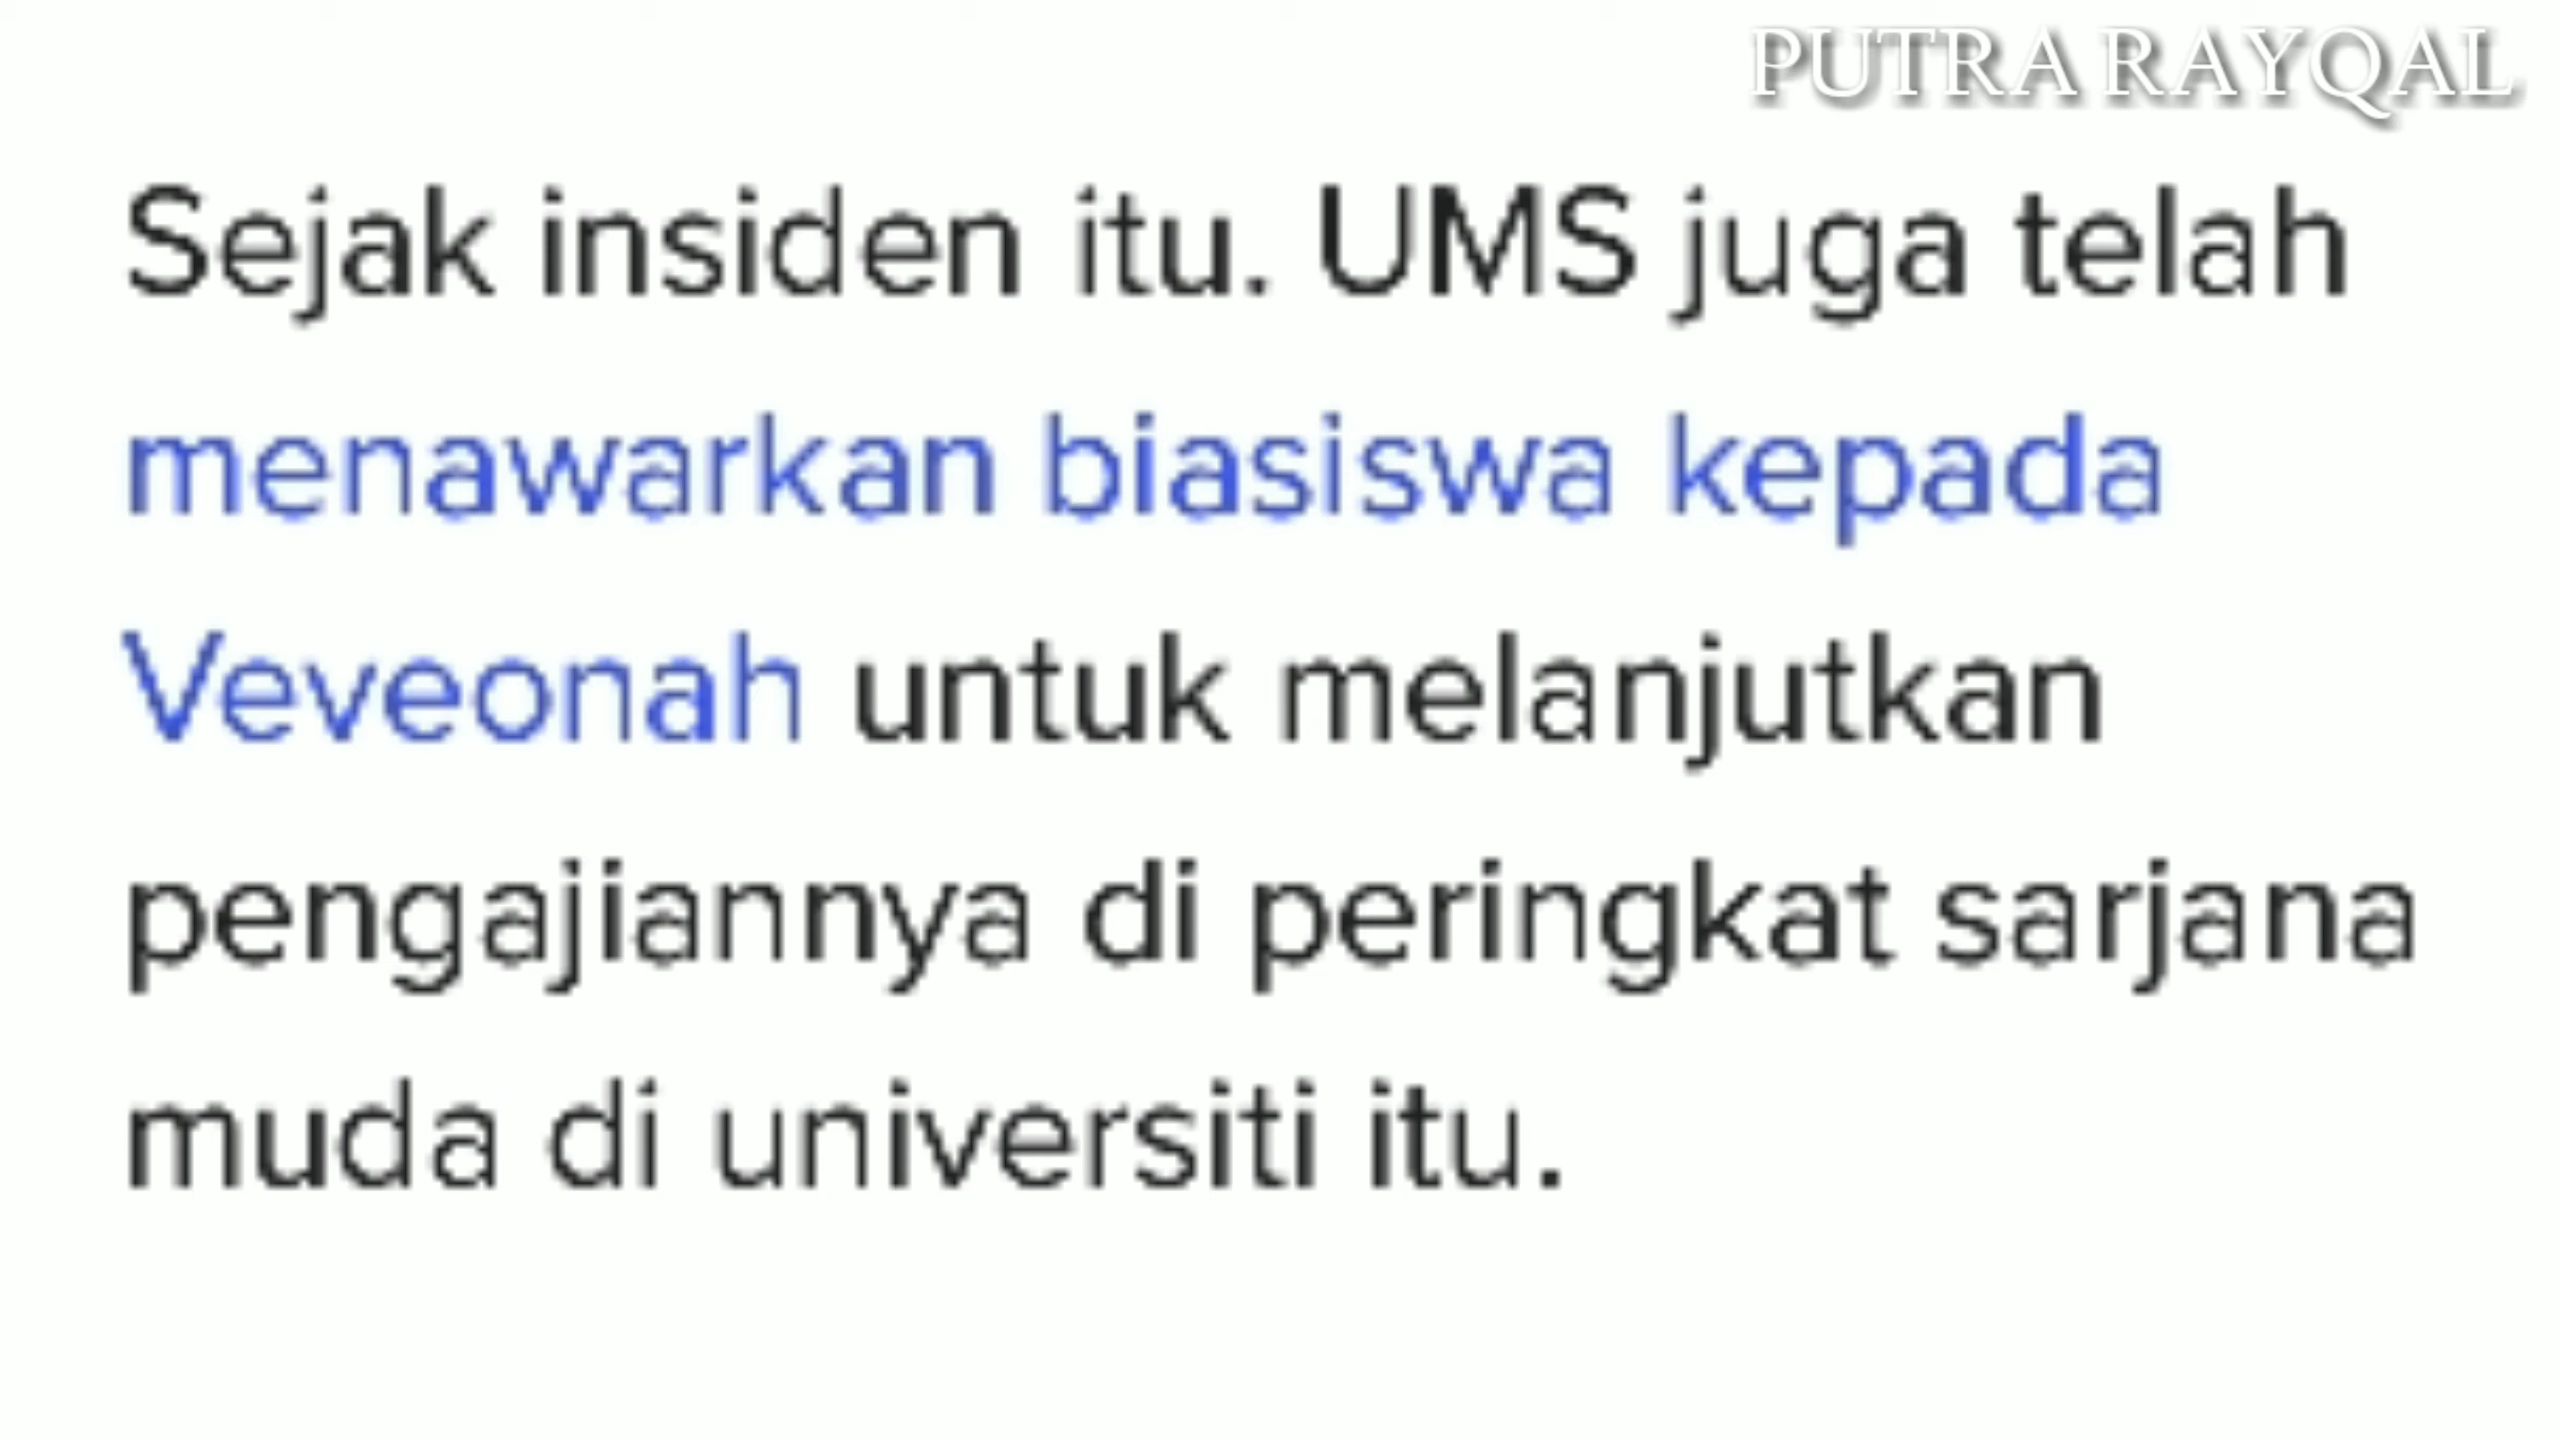 PUTRA RAYQAL
Sejak insiden itu. UMS juga telah
menawarkan biasiswa kepada
Veveonah untuk melanjutkan
pengajiannya di peringkat sarjana
muda di universiti itu.